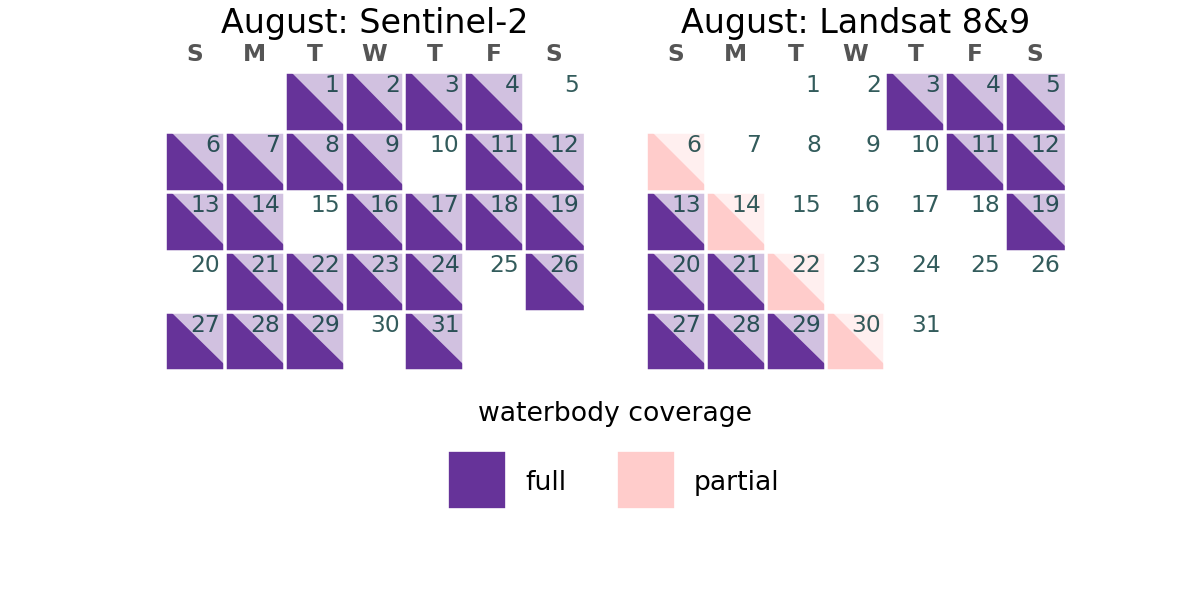 August: Sentinel-2
S M T W T F S
1 2 3 4 5
6 7 8 9 10 11 12
13 14 15 16 17 18 19
20 21 22 23 24 25 26
27 28 29 30 31
August: Landsat 8&9
S M T W T F S
1 2 3 4 5
6 7 8 9 10 11 12
13 14 15 16 17 18 19
20 21 22 23 24 25 26
27 28 29 30 31
waterbody coverage
full
partial